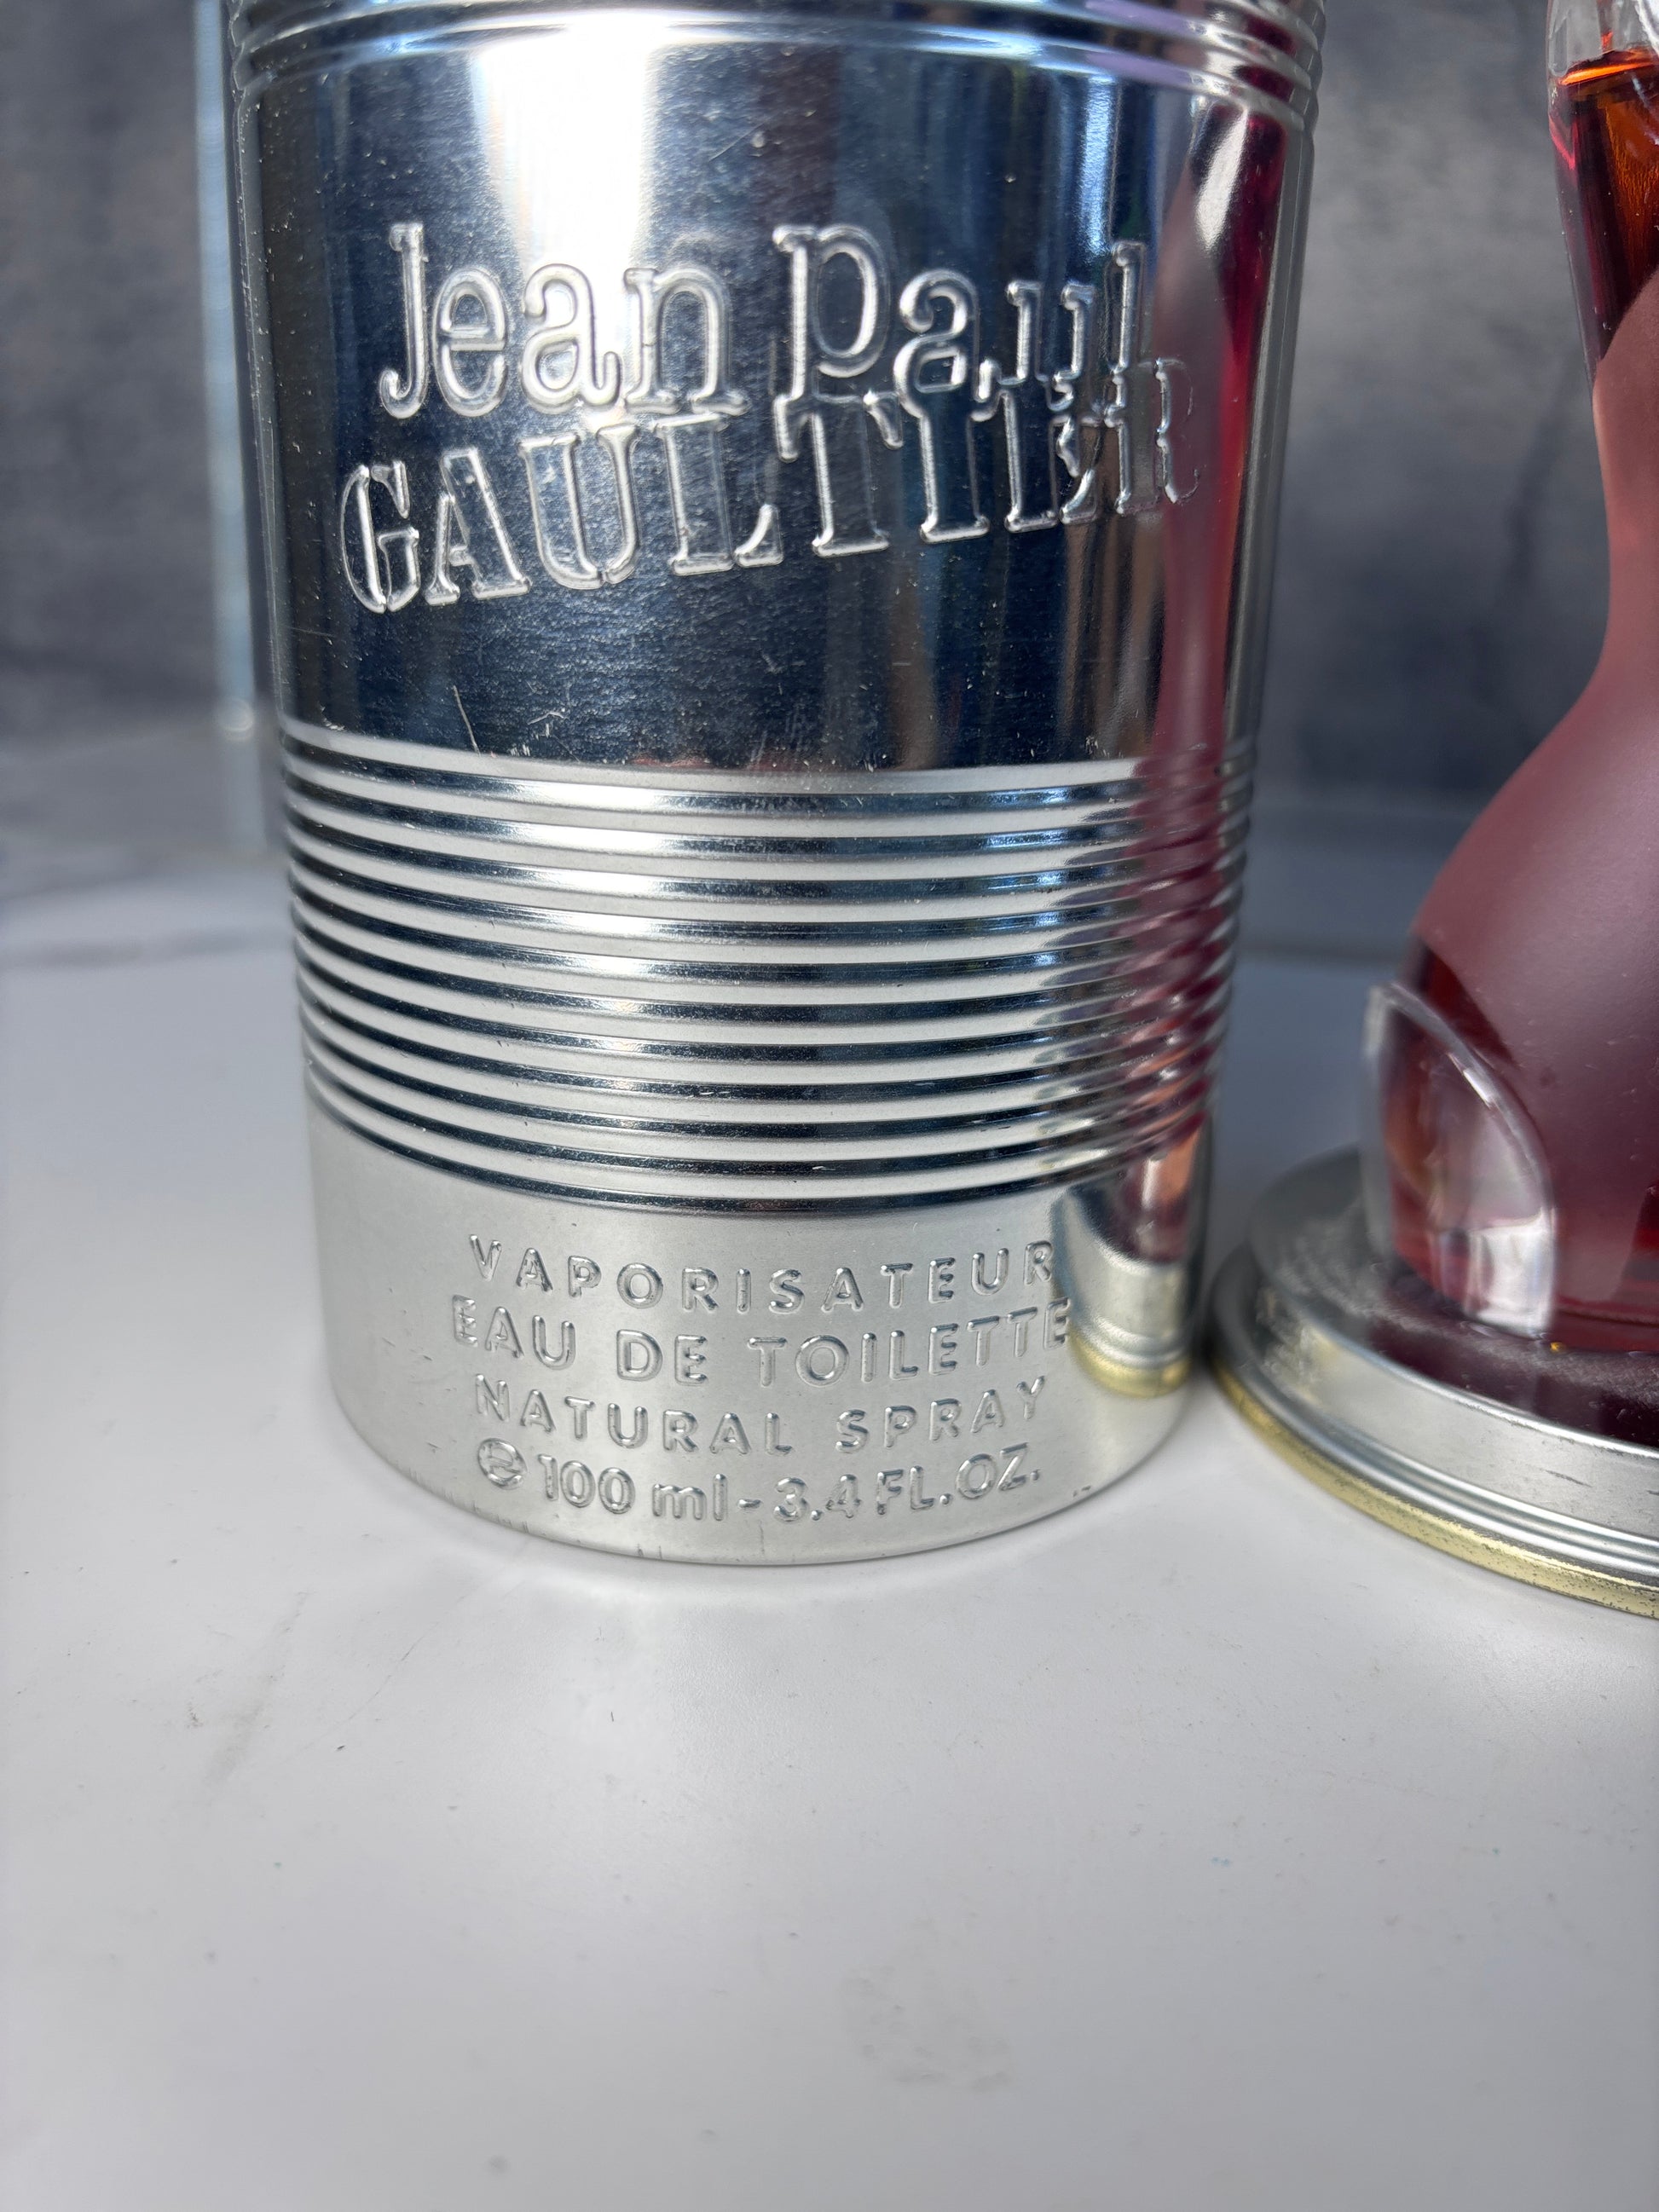 Jean Paul
GAULTIER
VAPORISATEUR
EAU DE TOILETTE
NATURAL SPRAY
100 ml - 3.4 FL.OZ.